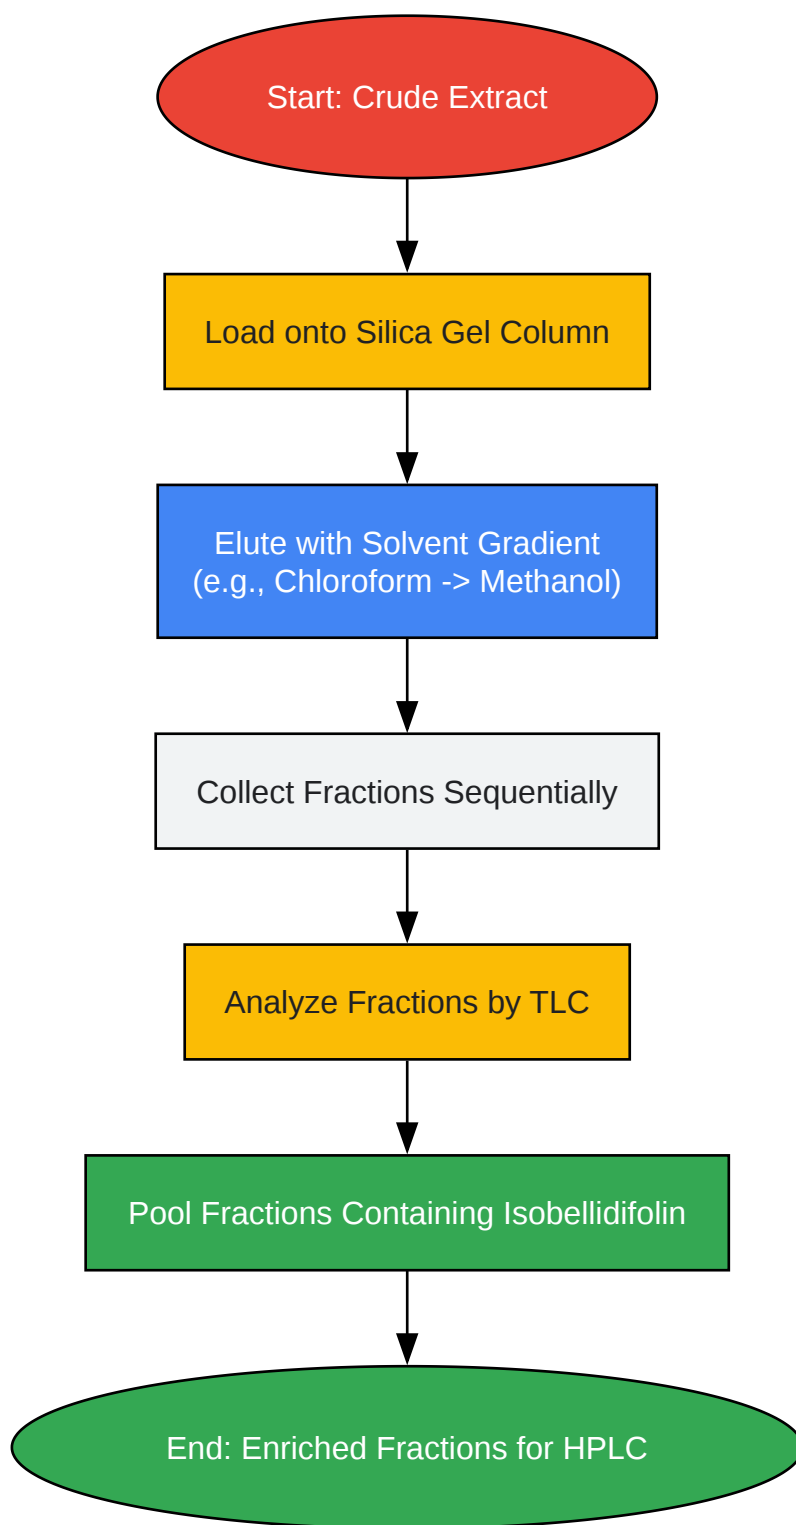 Start: Crude Extract
Load onto Silica Gel Column
Elute with Solvent Gradient
(e.g., Chloroform -> Methanol)
Collect Fractions Sequentially
Analyze Fractions by TLC
Pool Fractions Containing Isobellidifolin
End: Enriched Fractions for HPLC